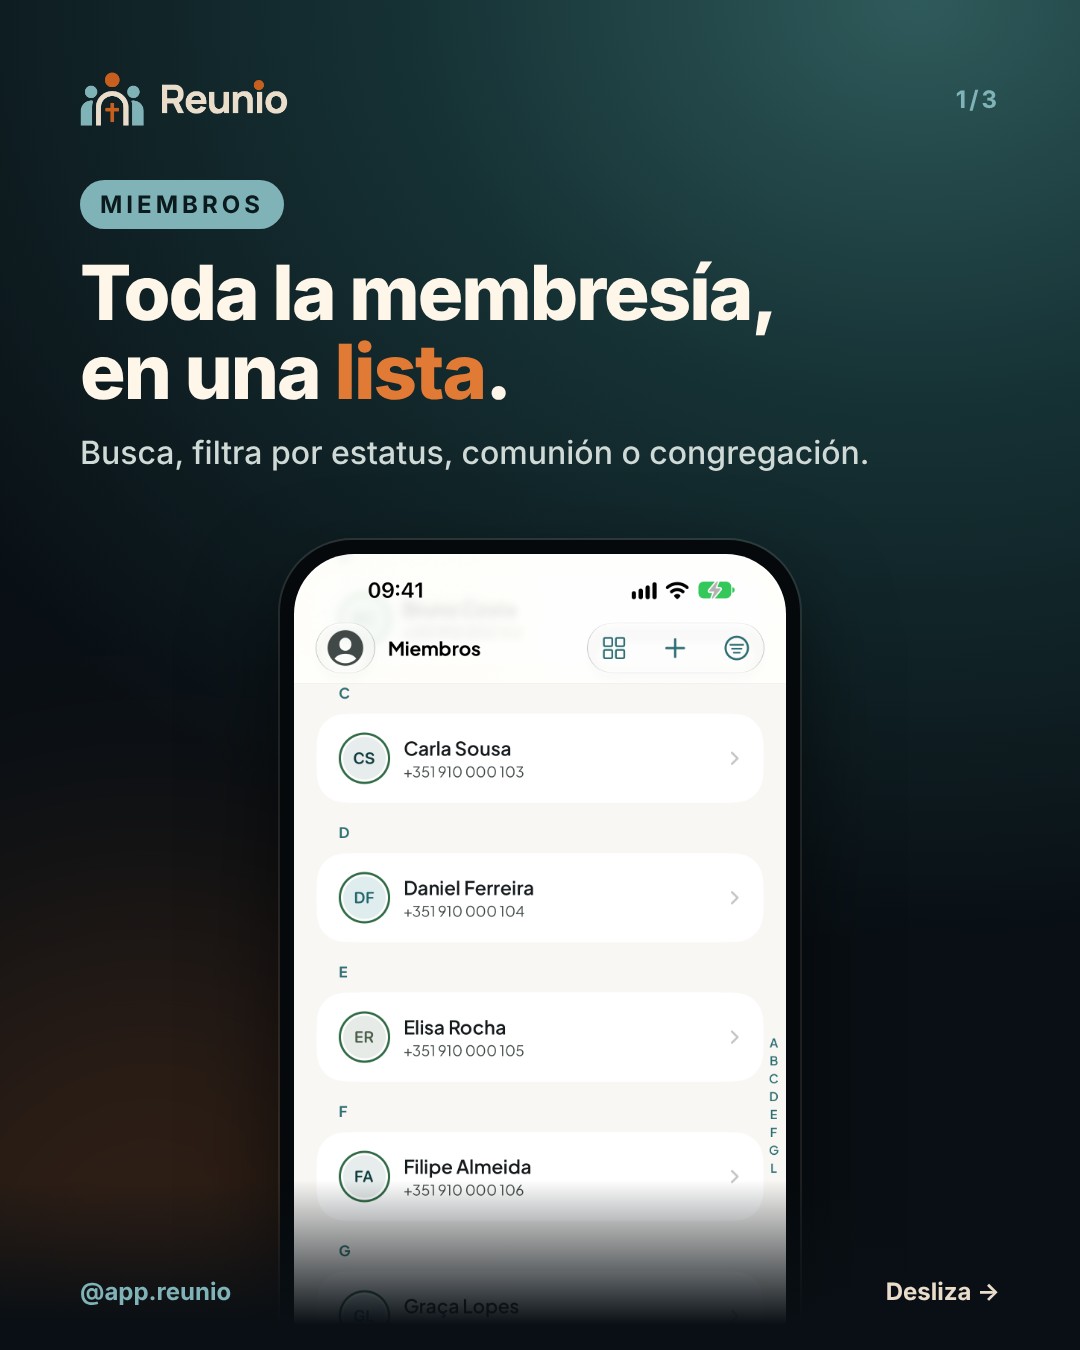 Reunio
1/3
MIEMBROS
Toda la membresía,
en una lista.
Busca, filtra por estatus, comunión o congregación.
09:41
Miembros
C
CS
Carla Sousa
+351 910 000 103
D
DF
Daniel Ferreira
+351 910 000 104
E
ER
Elisa Rocha
+351 910 000 105
F
FA
Filipe Almeida
+351 910 000 106
G
GL
Graça Lopes
A
B
C
D
E
F
G
L
@app.reunio
Desliza →